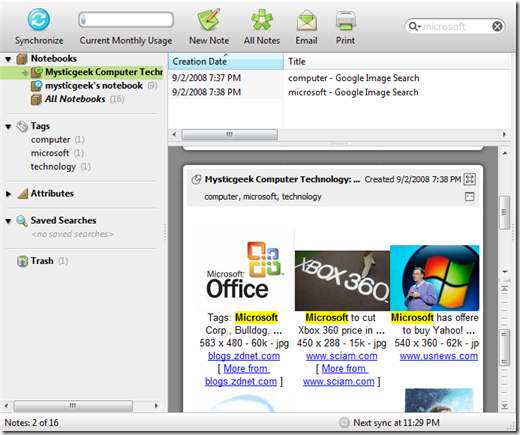 Synchronize
Current Monthly Usage
New Note
All Notes
Email
Print
microsoft
Notebooks
Mysticgeek Computer Techn
mysticgeek's notebook (9)
All Notebooks (16)
Tags
computer (1)
microsoft (1)
technology (1)
Attributes
Saved Searches
<no saved searches>
Trash (1)
Creation Date Title
9/2/2008 7:37 PM computer - Google Image Search
9/2/2008 7:38 PM microsoft - Google Image Search
Mysticgeek Computer Technology: ... Created 9/2/2008 7:38 PM
computer, microsoft, technology
Microsoft
Office
XBOX 360
Tags: Microsoft
Corp., Bulldog, ...
583 x 480 - 60k - jpg
blogs.zdnet.com
[ More from
blogs.zdnet.com ]
Microsoft to cut
Xbox 360 price in ...
450 x 288 - 15k - jpg
www.sciam.com
[ More from
www.sciam.com ]
Microsoft has offere
to buy Yahoo! ...
540 x 360 - 62k - jp
www.usnews.com
Notes: 2 of 16
Next sync at 11:29 PM